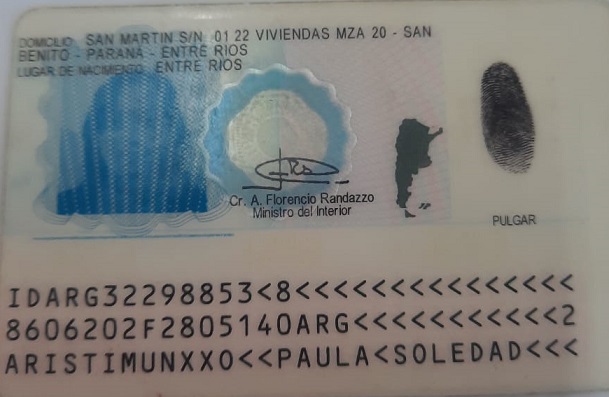 DOMICILIO: SAN MARTIN S/N 01 22 VIVIENDAS MZA 20 - SAN
BENITO - PARANA - ENTRE RIOS
LUGAR DE NACIMIENTO: ENTRE RIOS
Cr. A. Florencio Randazzo
Ministro del Interior
PULGAR
IDARG32298853<8<<<<<<<<<<<<<<<
8606202F2805140ARG<<<<<<<<<<<2
ARISTIMUNXXO<<PAULA<SOLEDAD<<<